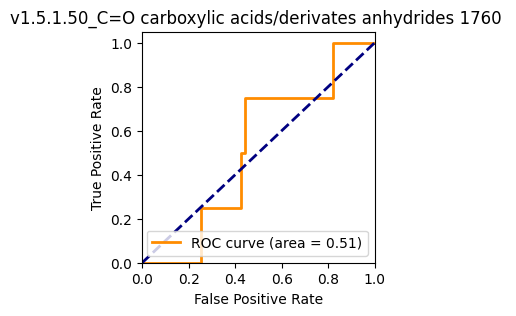 v1.5.1.50_C=O carboxylic acids/derivates anhydrides 1760
1.0
0.8
0.6
0.4
0.2
0.0
True Positive Rate
ROC curve (area = 0.51)
0.0 0.2 0.4 0.6 0.8 1.0
False Positive Rate